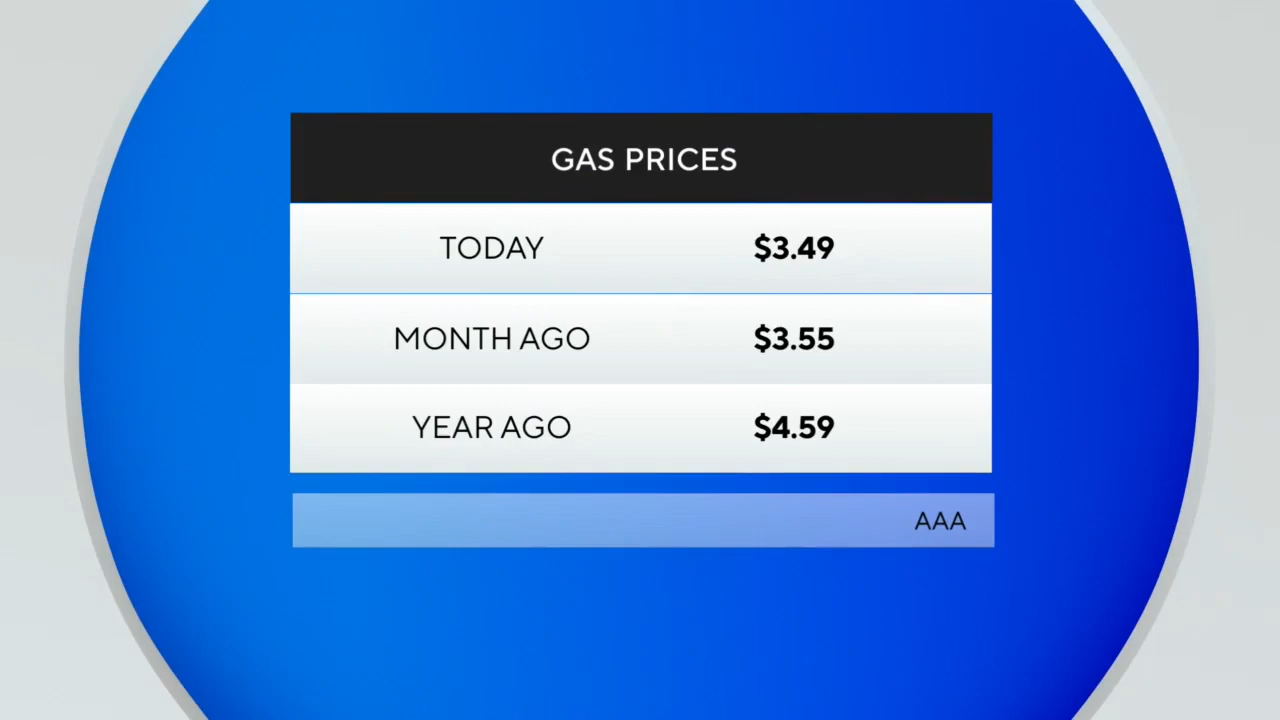 GAS PRICES
TODAY $3.49
MONTH AGO $3.55
YEAR AGO $4.59
AAA